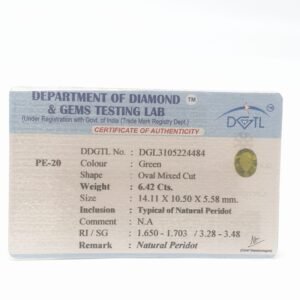 DEPARTMENT OF DIAMOND TM
& GEMS TESTING LAB
(Under Registration with Govt. of India (Trade Mark Registry Dept.)
CERTIFICATE OF AUTHENTICITY
DGTL
DDGTL No. : DGL3105224484
PE-20
Colour : Green
Shape : Oval Mixed Cut
Weight : 6.42 Cts.
Size : 14.11 X 10.50 X 5.58 mm.
Inclusion : Typical of Natural Peridot
Comment : N.A
RI / SG : 1.650 - 1.703 / 3.28 - 3.48
Remark : Natural Peridot